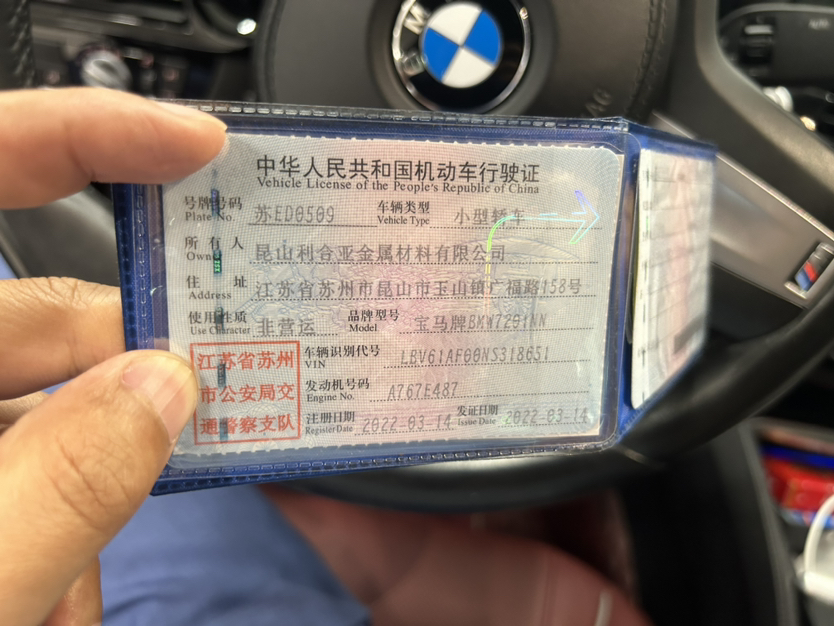 中华人民共和国机动车行驶证
Vehicle License of the People's Republic of China
号牌号码 苏ED0509 车辆类型 小型轿车
Plate No. Vehicle Type
所有人 昆山利合亚金属材料有限公司
Owner
住址 江苏省苏州市昆山市玉山镇广福路158号
Address
使用性质 非营运 品牌型号 宝马牌BMW7201NN
Use Character Model
江苏省苏州
市公安局交
通警察支队
车辆识别代号 LBV61AF00NS318651
VIN
发动机号码 A767E487
Engine No.
注册日期 2022-03-14 发证日期 2022-03-14
Register Date Issue Date
BM